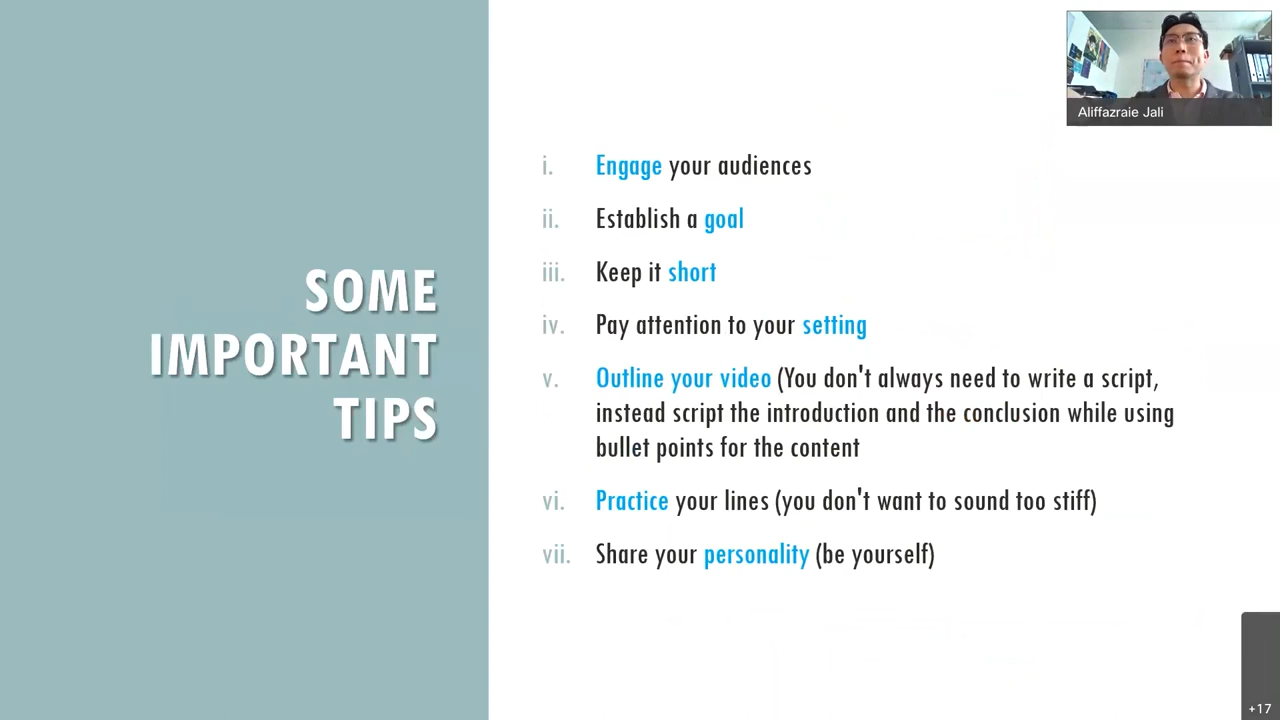 Aliffazraie Jali
SOME
IMPORTANT
TIPS
i. Engage your audiences
ii. Establish a goal
iii. Keep it short
iv. Pay attention to your setting
v. Outline your video (You don't always need to write a script,
instead script the introduction and the conclusion while using
bullet points for the content
vi. Practice your lines (you don't want to sound too stiff)
vii. Share your personality (be yourself)
+17